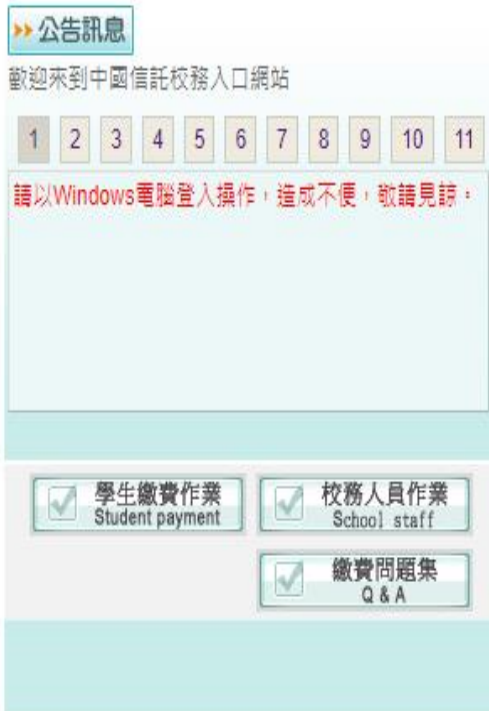 公告訊息
歡迎來到中國信託校務入口網站
1 2 3 4 5 6 7 8 9 10 11
請以Windows電腦登入操作，造成不便，敬請見諒。
學生繳費作業
Student payment
校務人員作業
School staff
繳費問題集
Q & A